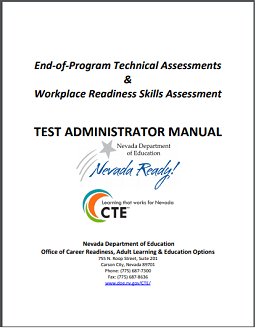 End-of-Program Technical Assessments
&
Workplace Readiness Skills Assessment
TEST ADMINISTRATOR MANUAL
Nevada Department
of Education
Nevada Ready!
Learning that works for Nevada
CTE™
Nevada Department of Education
Office of Career Readiness, Adult Learning & Education Options
755 N. Roop Street, Suite 201
Carson City, Nevada 89701
Phone: (775) 687-7300
Fax: (775) 687-8636
www.doe.nv.gov/CTE/